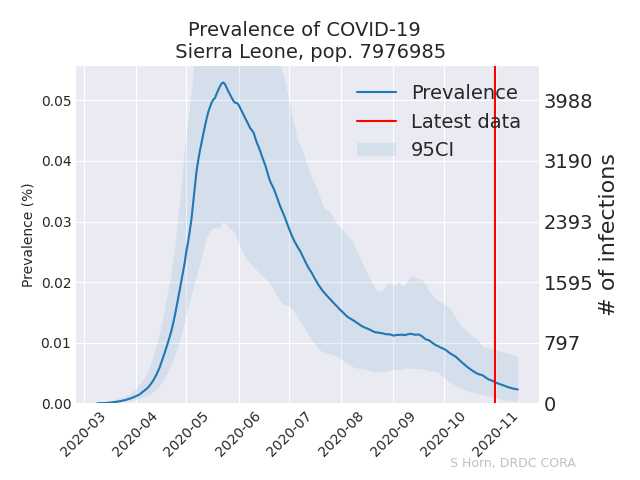 Prevalence of COVID-19
Sierra Leone, pop. 7976985
Prevalence
Latest data
95CI
Prevalence (%)
0.05
0.04
0.03
0.02
0.01
0.00
3988
3190
2393
1595
797
0
# of infections
2020-03
2020-04
2020-05
2020-06
2020-07
2020-08
2020-09
2020-10
2020-11
S Horn, DRDC CORA